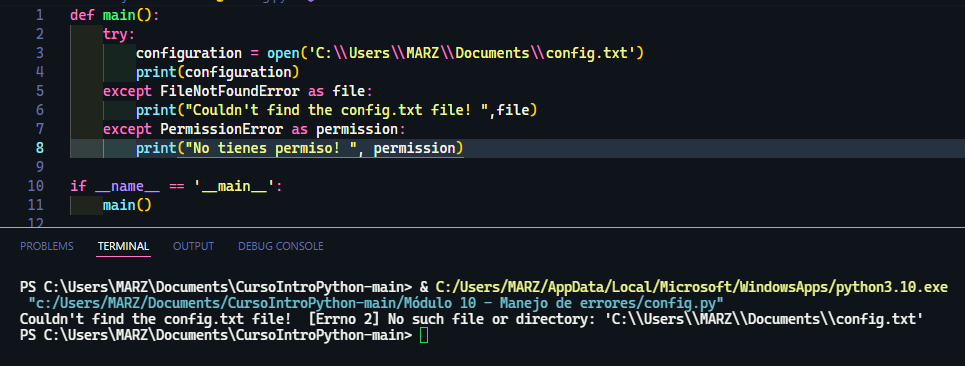 1 def main():
2 try:
3 configuration = open('C:\\Users\\MARZ\\Documents\\config.txt')
4 print(configuration)
5 except FileNotFoundError as file:
6 print("Couldn't find the config.txt file! ",file)
7 except PermissionError as permission:
8 print("No tienes permiso! ", permission)
9
10 if __name__ == '__main__':
11 main()
12
PROBLEMS TERMINAL OUTPUT DEBUG CONSOLE
PS C:\Users\MARZ\Documents\CursoIntroPython-main> & C:/Users/MARZ/AppData/Local/Microsoft/WindowsApps/python3.10.exe
"c:/Users/MARZ/Documents/CursoIntroPython-main/Módulo 10 - Manejo de errores/config.py"
Couldn't find the config.txt file!  [Errno 2] No such file or directory: 'C:\\Users\\MARZ\\Documents\\config.txt'
PS C:\Users\MARZ\Documents\CursoIntroPython-main>